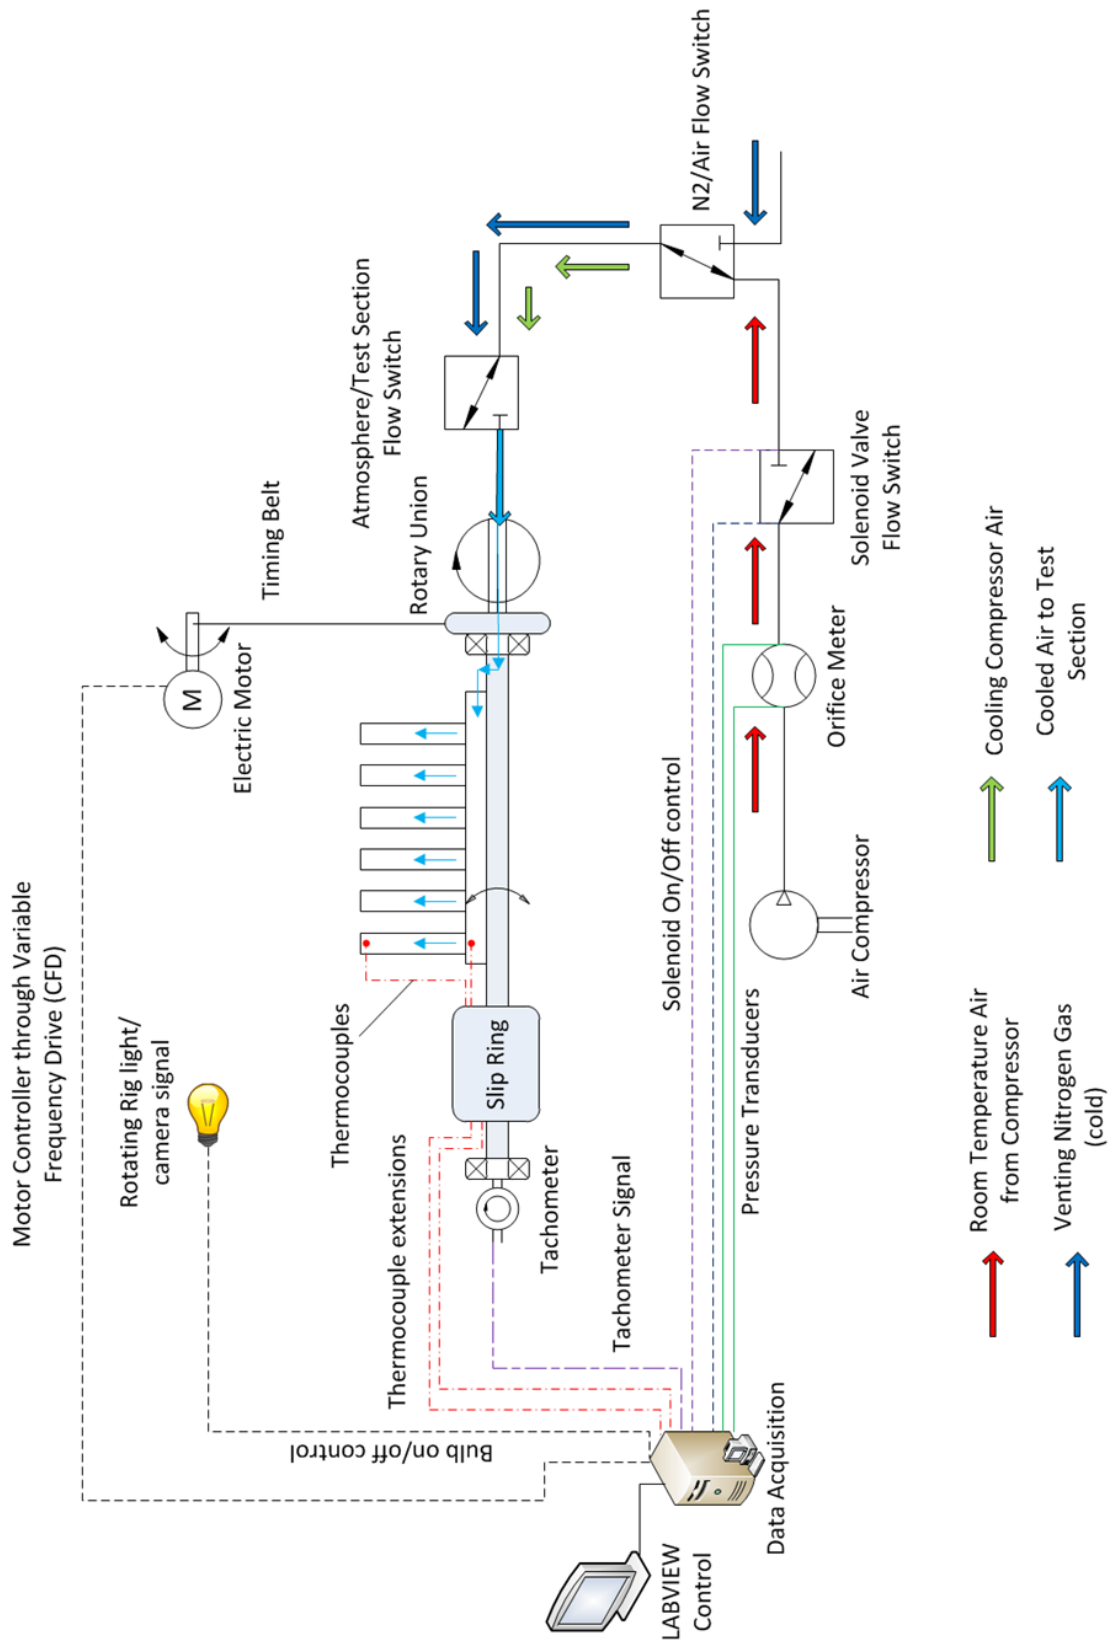 Motor Controller through Variable
Frequency Drive (CFD)
Rotating Rig light/
camera signal
Bulb on/off control
M
Electric Motor
Timing Belt
Thermocouples
Thermocouple extensions
Slip Ring
Tachometer
Tachometer Signal
Rotary Union
Atmosphere/Test Section
Flow Switch
N2/Air Flow Switch
Solenoid On/Off control
Pressure Transducers
Air Compressor
Orifice Meter
Solenoid Valve
Flow Switch
LABVIEW
Control
Data Acquisition
Room Temperature Air
from Compressor
Cooling Compressor Air
Venting Nitrogen Gas
(cold)
Cooled Air to Test
Section